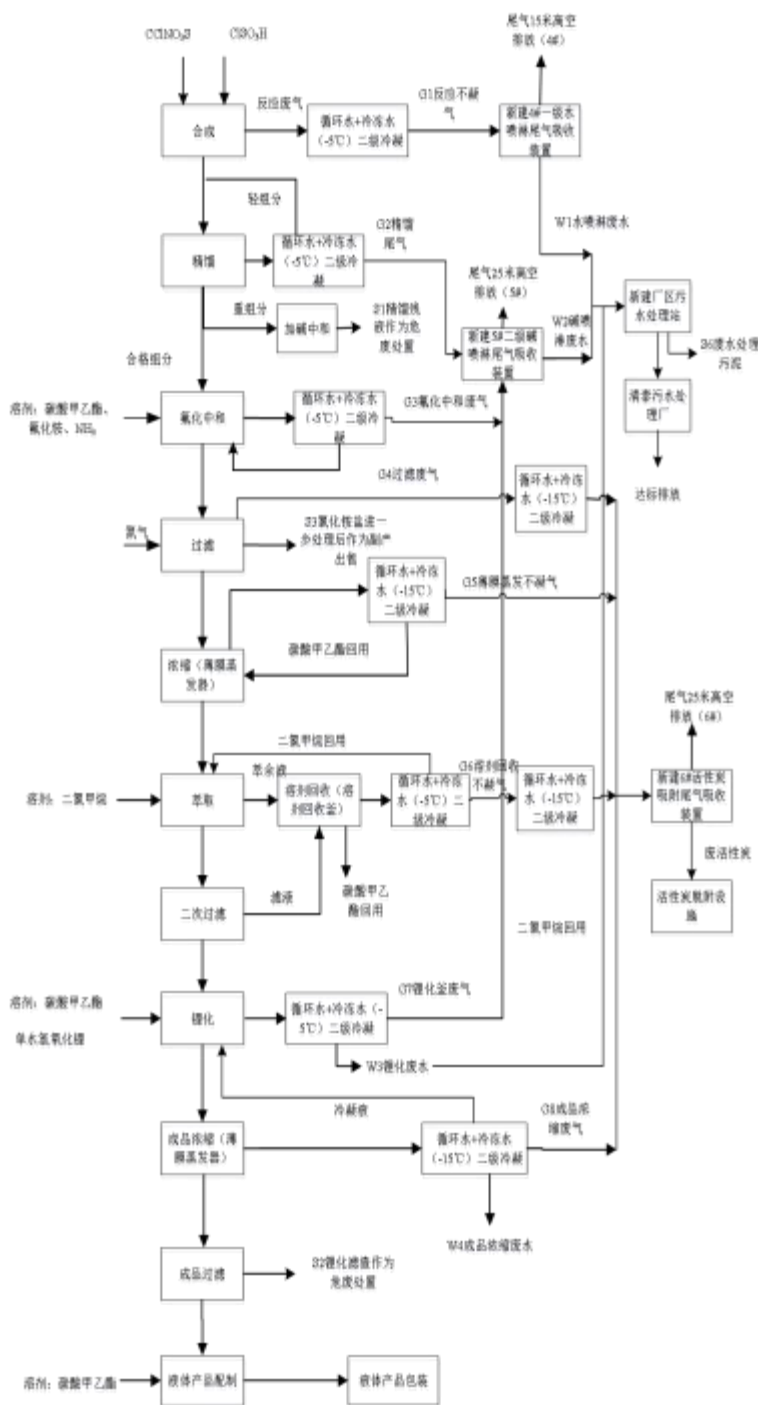 CClNO₃S
ClSO₃H
尾气15米高空
排放（4#）
合成
反应废气
循环水+冷冻水
（-5℃）二级冷凝
G1反应不凝
气
新建4#一级水
喷淋尾气吸收
装置
轻组分
W1水喷淋废水
精馏
循环水+冷冻水
（-5℃）二级冷
凝
G2精馏
尾气
尾气25米高空
排放（5#）
新建厂区污
水处理站
重组分
加碱中和
S1精馏残
液作为危
废处置
新建5#二级碱
喷淋尾气吸收
装置
W2碱喷
淋废水
S6废水处理
污泥
合格组分
溶剂：碳酸甲乙酯、
氟化铵、NH₃
氟化中和
循环水+冷冻水
（-5℃）二级冷
凝
G3氟化中和废气
清泰污水处理
厂
达标排放
G4过滤废气
循环水+冷冻
水（-15℃）
二级冷凝
氮气
过滤
S3氯化铵盐进一
步处理后作为副产
出售
循环水+冷冻
水（-15℃）
二级冷凝
G5薄膜蒸发不凝气
浓缩（薄膜蒸
发器）
碳酸甲乙酯回用
尾气25米高空
排放（6#）
二氯甲烷回用
溶剂：二氯甲烷
萃取
萃余液
溶剂回收（溶
剂回收釜）
循环水+冷冻
水（-5℃）二
级冷凝
G6溶剂回收
不凝气
循环水+冷冻
水（-15℃）
二级冷凝
新建6#活性炭
吸附尾气吸收
装置
废活性炭
活性炭脱附设
施
碳酸甲乙
酯回用
二次过滤
滤液
二氯甲烷回用
溶剂：碳酸甲乙酯
单水氢氧化锂
锂化
循环水+冷冻水（-
5℃）二级冷凝
G7锂化釜废气
W3锂化废水
冷凝液
成品浓缩（薄
膜蒸发器）
循环水+冷冻水
（-15℃）二级冷凝
G8成品浓
缩废气
W4成品浓缩废水
成品过滤
S2锂化滤渣作为
危废处置
溶剂：碳酸甲乙酯
液体产品配制
液体产品包装